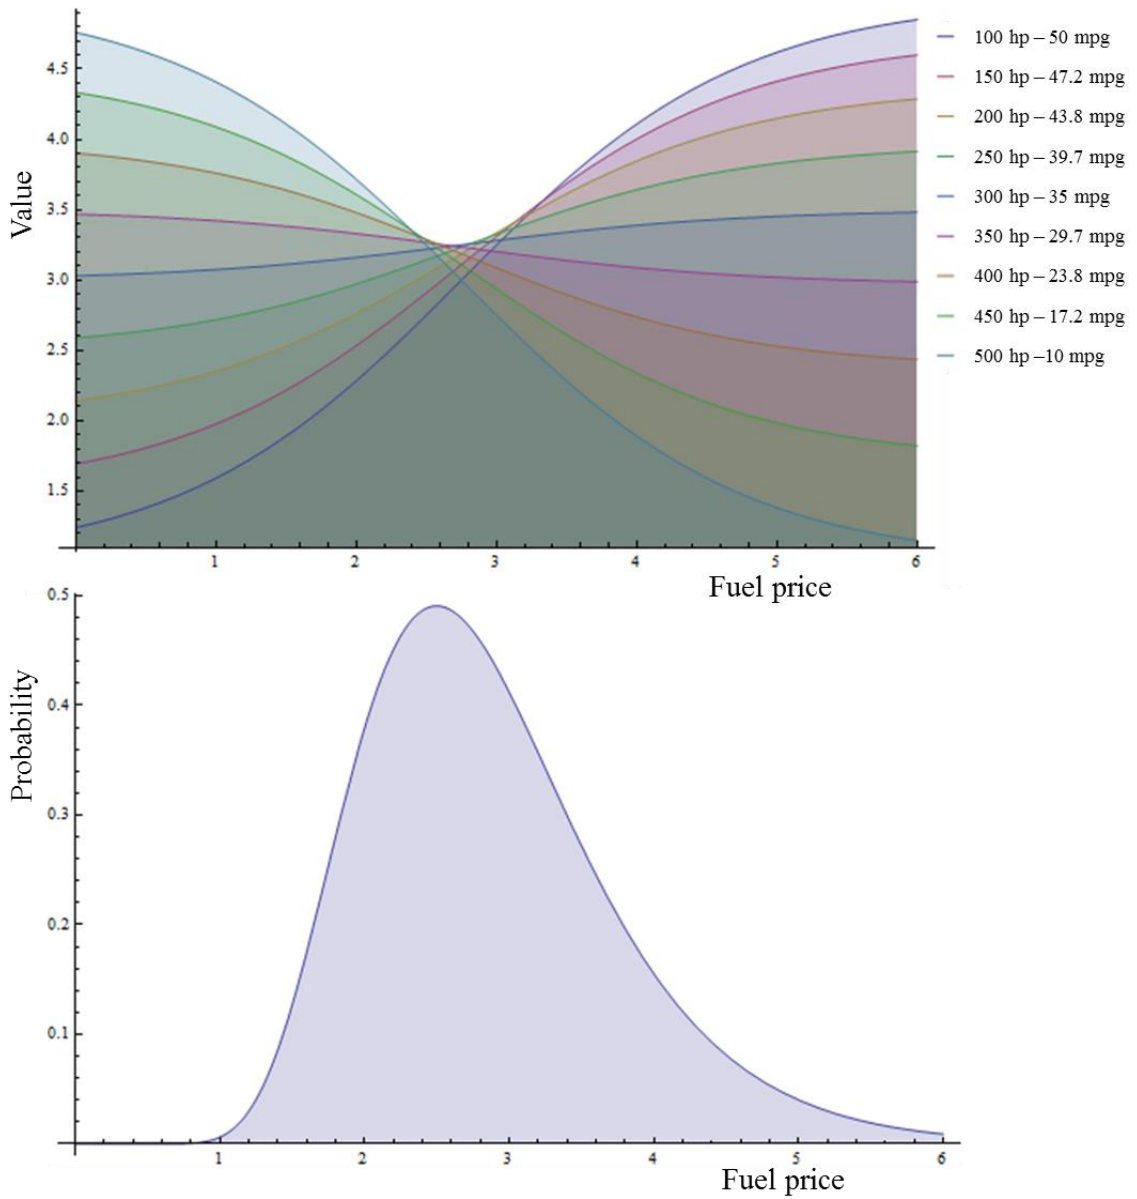 Value
4.5
4.0
3.5
3.0
2.5
2.0
1.5
1 2 3 4 5 6
Fuel price
100 hp – 50 mpg
150 hp – 47.2 mpg
200 hp – 43.8 mpg
250 hp – 39.7 mpg
300 hp – 35 mpg
350 hp – 29.7 mpg
400 hp – 23.8 mpg
450 hp – 17.2 mpg
500 hp –10 mpg
Probability
0.5
0.4
0.3
0.2
0.1
1 2 3 4 5 6
Fuel price